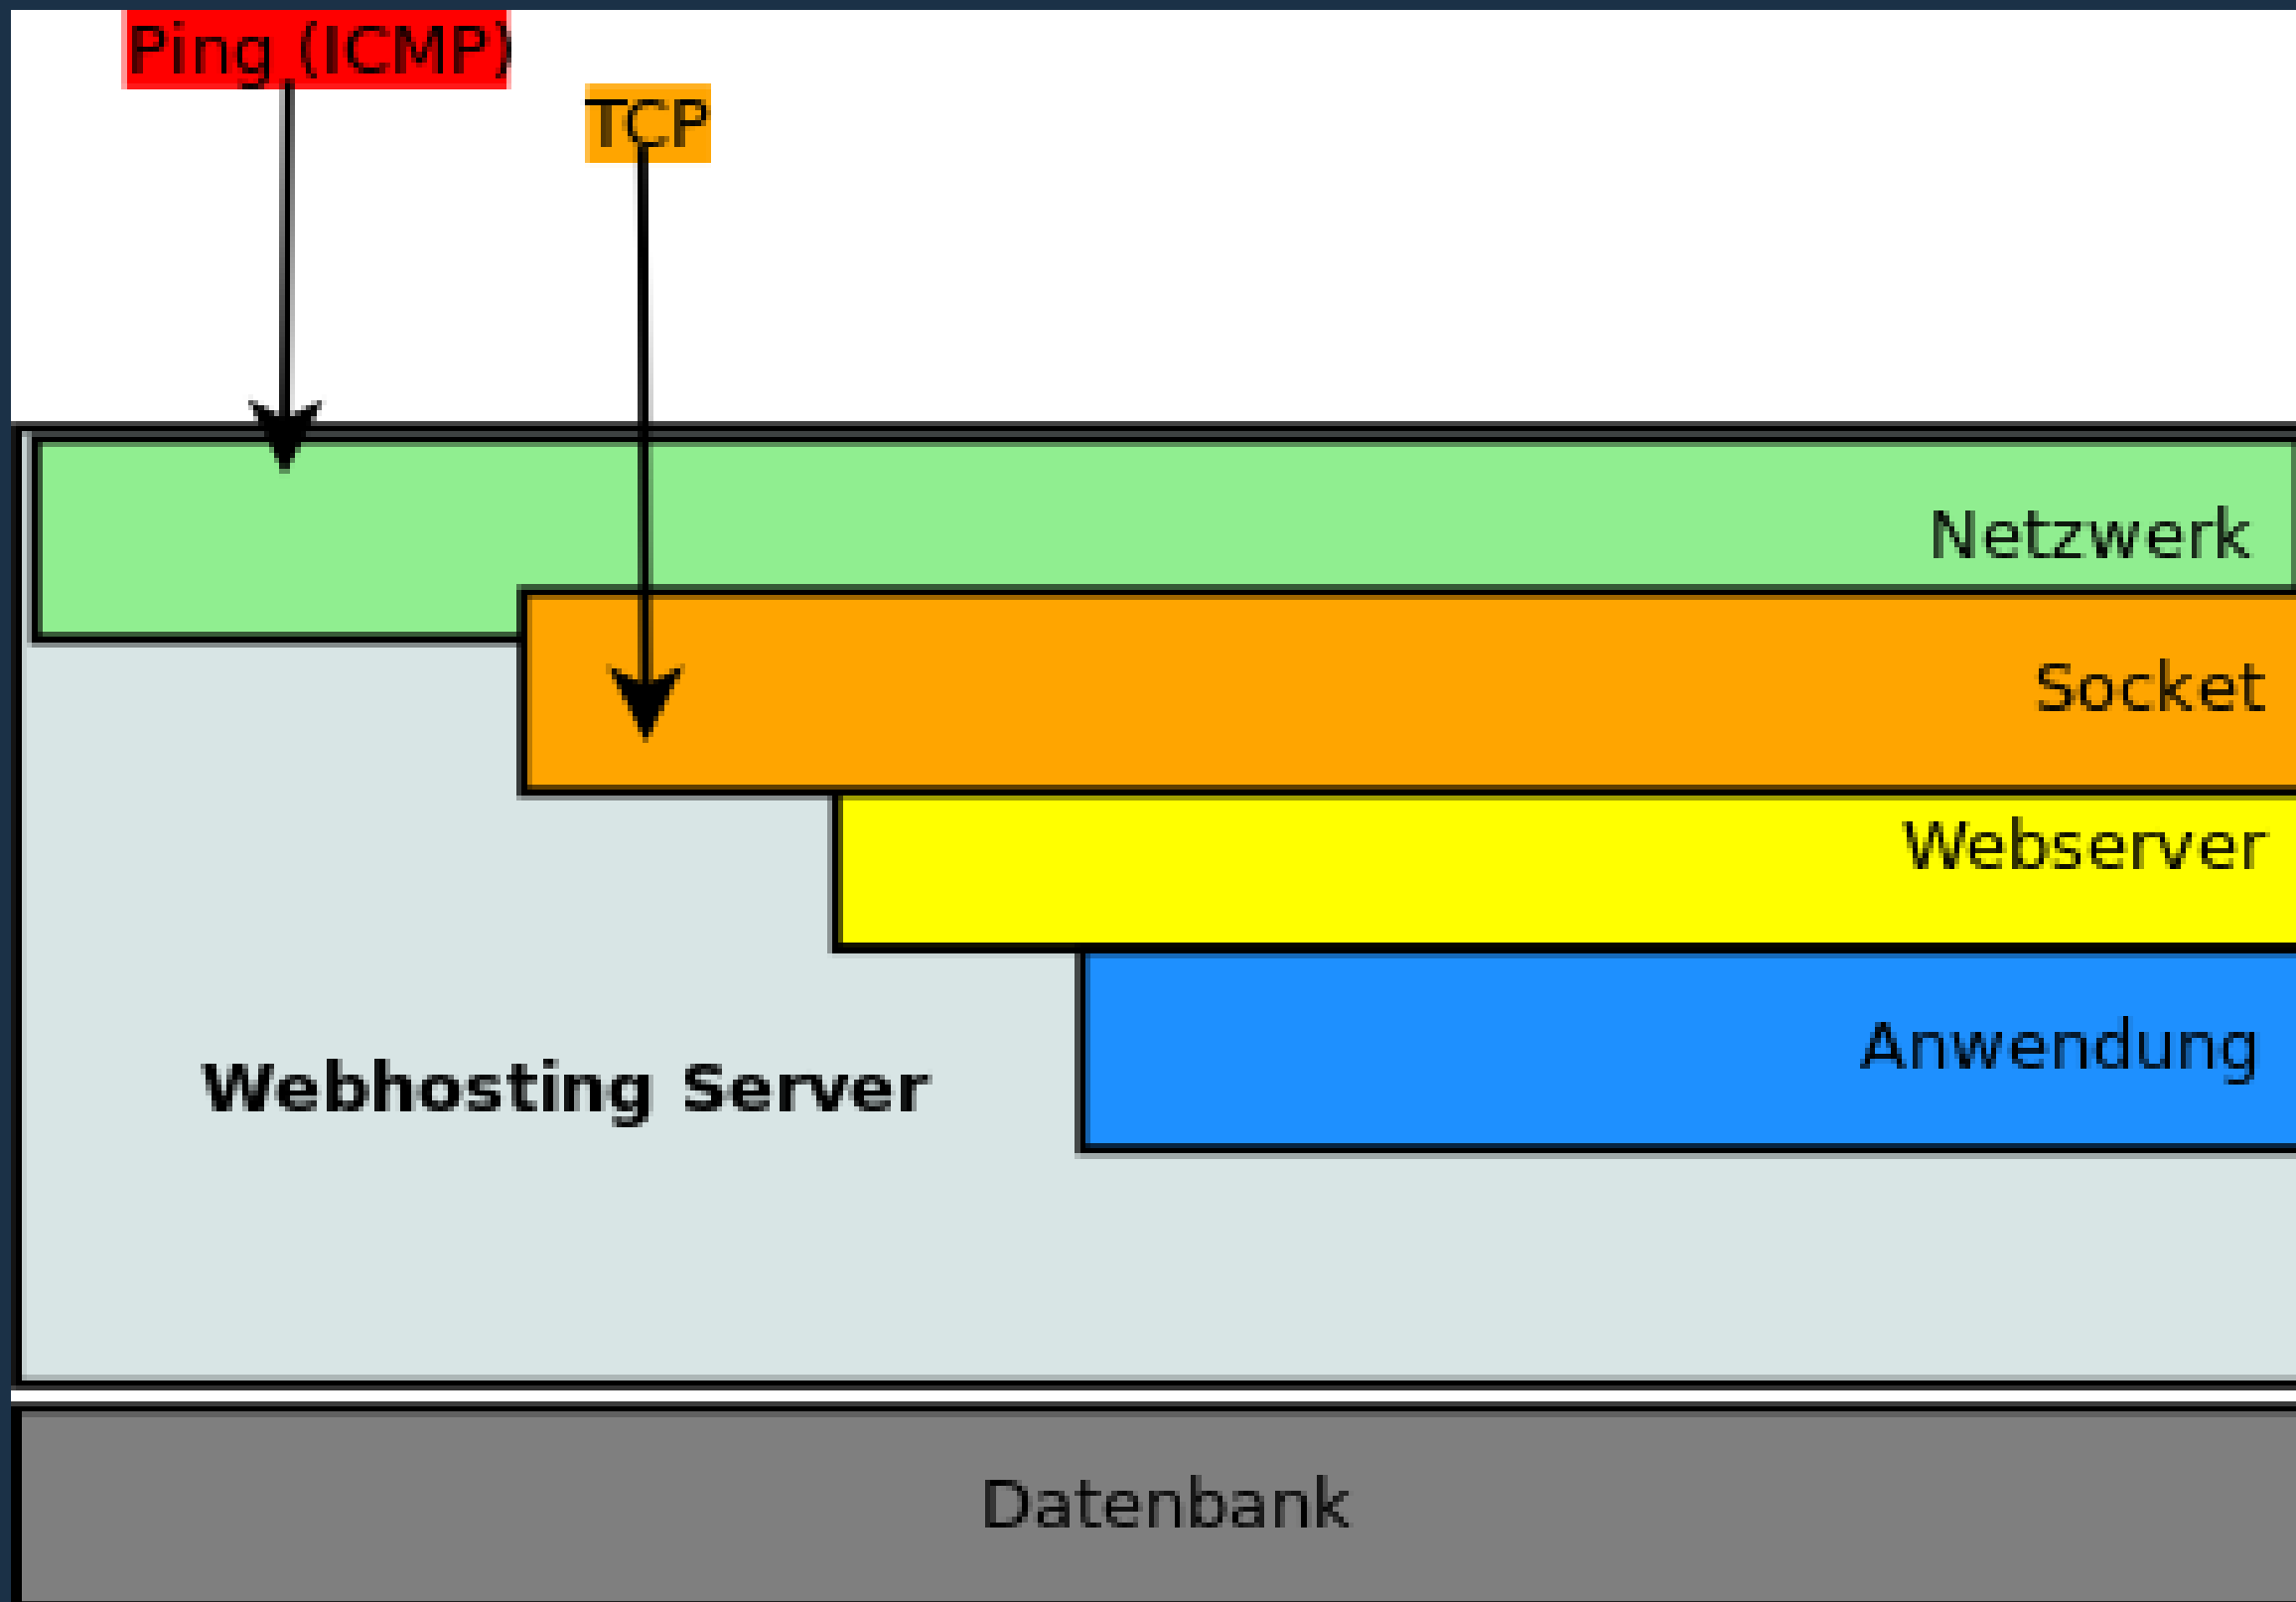 Ping (ICMP)
TCP
Netzwerk
Socket
Webserver
Anwendung
Webhosting Server
Datenbank